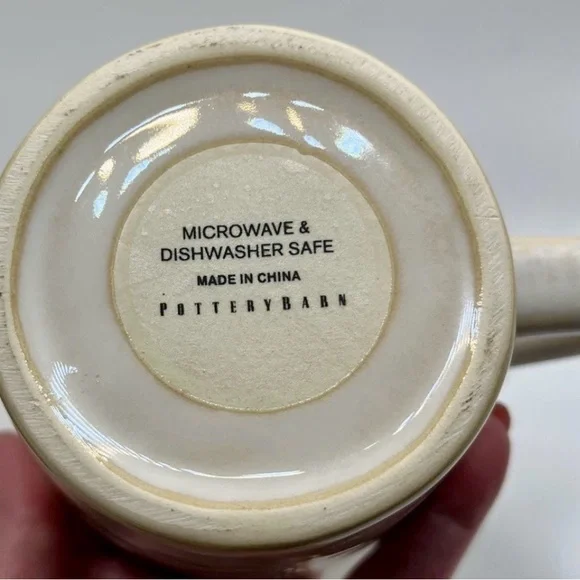 MICROWAVE &
DISHWASHER SAFE
MADE IN CHINA
POTTERYBARN